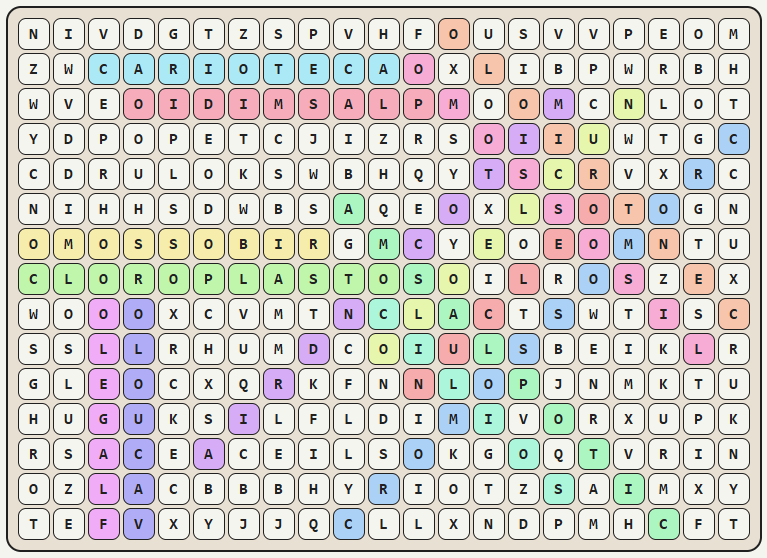 N I V D G T Z S P V H F O U S V V P E O M
Z W C A R I O T E C A O X L I B P W R B H
W V E O I D I M S A L P M O O M C N L O T
Y D P O P E T C J I Z R S O I I U W T G C
C D R U L O K S W B H Q Y T S C R V X R C
N I H H S D W B S A Q E O X L S O T O G N
O M O S S O B I R G M C Y E O E O M N T U
C L O R O P L A S T O S O I L R O S Z E X
W O O O X C V M T N C L A C T S W T I S C
S S L L R H U M D C O I U L S B E I K L R
G L E O C X Q R K F N N L O P J N M K T U
H U G U K S I L F L D I M I V O R X U P K
R S A C E A C E I L S O K G O Q T V R I N
O Z L A C B B B H Y R I O T Z S A I M X Y
T E F V X Y J J Q C L L X N D P M H C F T